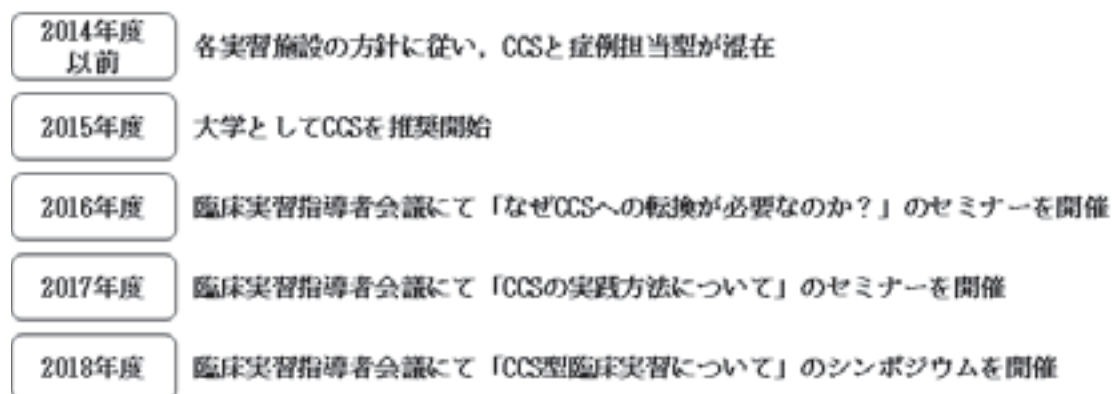 2014年度
以前
各実習施設の方針に従い，CCSと症例担当型が混在
2015年度
大学としてCCSを推奨開始
2016年度
臨床実習指導者会議にて「なぜCCSへの転換が必要なのか？」のセミナーを開催
2017年度
臨床実習指導者会議にて「CCSの実践方法について」のセミナーを開催
2018年度
臨床実習指導者会議にて「CCS型臨床実習について」のシンポジウムを開催